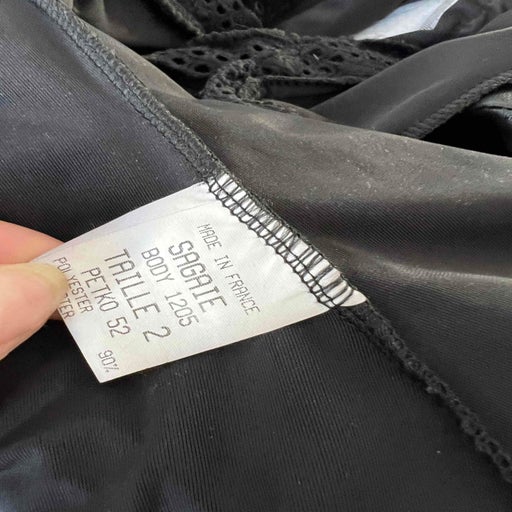 MADE IN FRANCE
SAGAIE
BODY 1205
TAILLE 2
PETKO 52
POLYESTER 90%